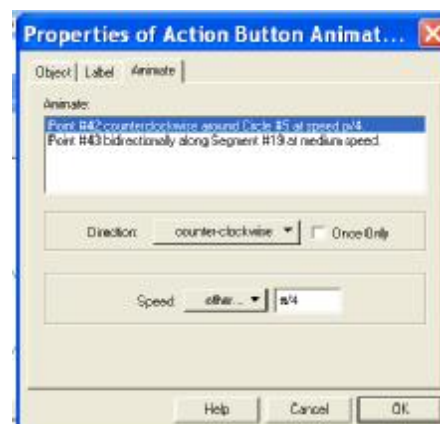 Properties of Action Button Animat...
Object Label Animate
Animate:
Point #42 counterclockwise around Circle #5 at speed p/4.
Point #43 bidirectionally along Segment #19 at medium speed.
Direction: counter-clockwise Once Only
Speed: other... π/4
Help Cancel OK